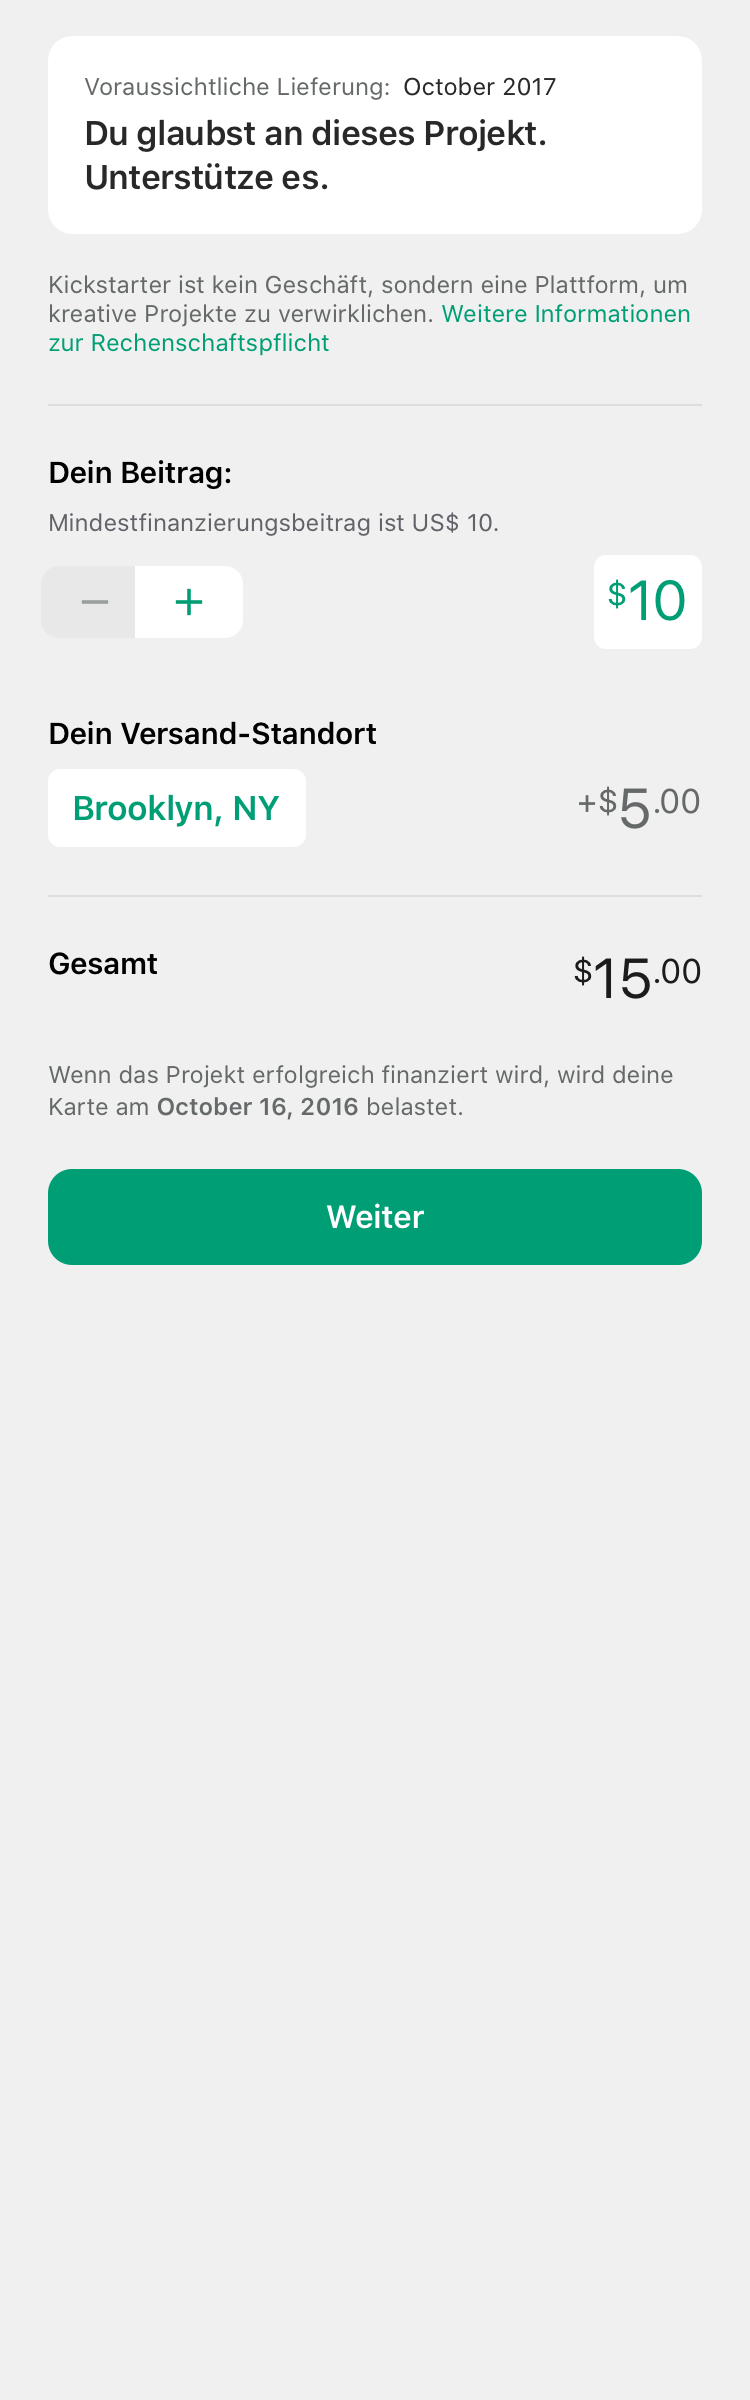 Voraussichtliche Lieferung: October 2017
Du glaubst an dieses Projekt.
Unterstütze es.
Kickstarter ist kein Geschäft, sondern eine Plattform, um
kreative Projekte zu verwirklichen. Weitere Informationen
zur Rechenschaftspflicht
Dein Beitrag:
Mindestfinanzierungsbeitrag ist US$ 10.
− + $10
Dein Versand-Standort
Brooklyn, NY +$5.00
Gesamt $15.00
Wenn das Projekt erfolgreich finanziert wird, wird deine
Karte am October 16, 2016 belastet.
Weiter